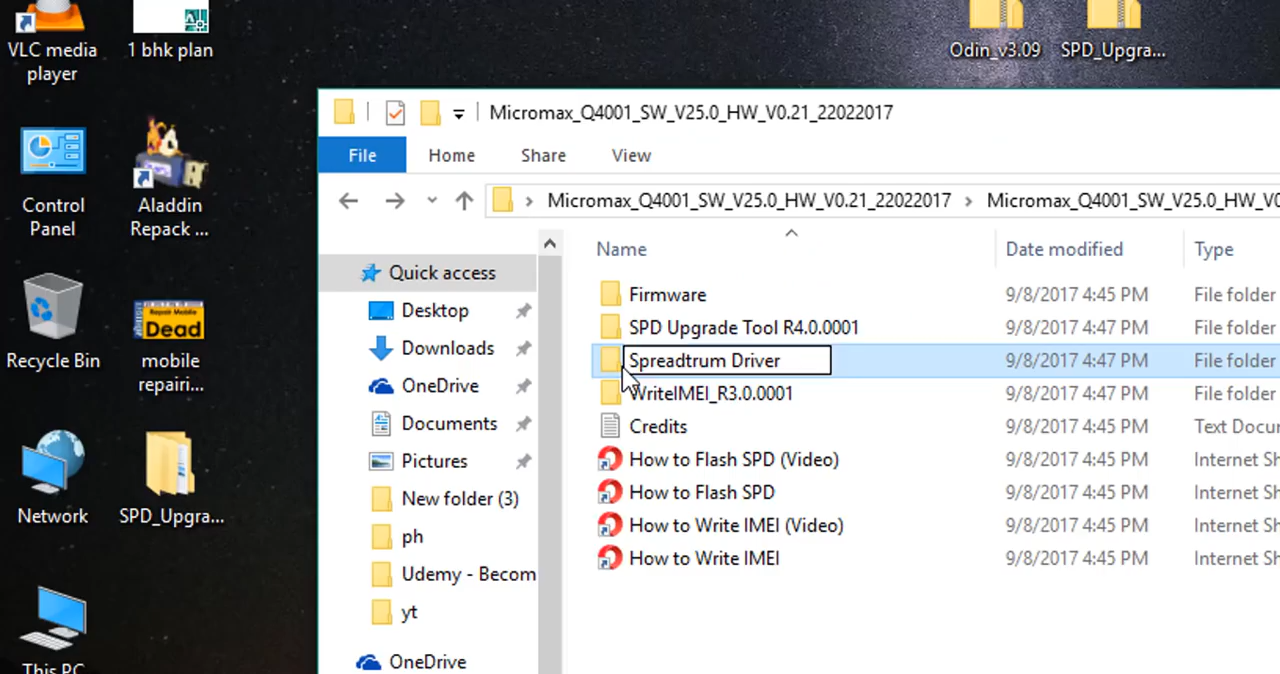 VLC media player
1 bhk plan
Odin_v3.09
SPD_Upgra...
Control Panel
Aladdin Repack ...
Recycle Bin
Repair Mobile
Dead
mobile repairi...
Network
SPD_Upgra...
This PC
Micromax_Q4001_SW_V25.0_HW_V0.21_22022017
File Home Share View
Micromax_Q4001_SW_V25.0_HW_V0.21_22022017 > Micromax_Q4001_SW_V25.0_HW_V0
Quick access
Desktop
Downloads
OneDrive
Documents
Pictures
New folder (3)
ph
Udemy - Becom
yt
OneDrive
Name Date modified Type
Firmware 9/8/2017 4:45 PM File folder
SPD Upgrade Tool R4.0.0001 9/8/2017 4:45 PM File folder
Spreadtrum Driver 9/8/2017 4:47 PM File folder
WriteIMEI_R3.0.0001 9/8/2017 4:47 PM File folder
Credits 9/8/2017 4:45 PM Text Docu
How to Flash SPD (Video) 9/8/2017 4:45 PM Internet Sh
How to Flash SPD 9/8/2017 4:45 PM Internet Sh
How to Write IMEI (Video) 9/8/2017 4:45 PM Internet Sh
How to Write IMEI 9/8/2017 4:45 PM Internet Sh